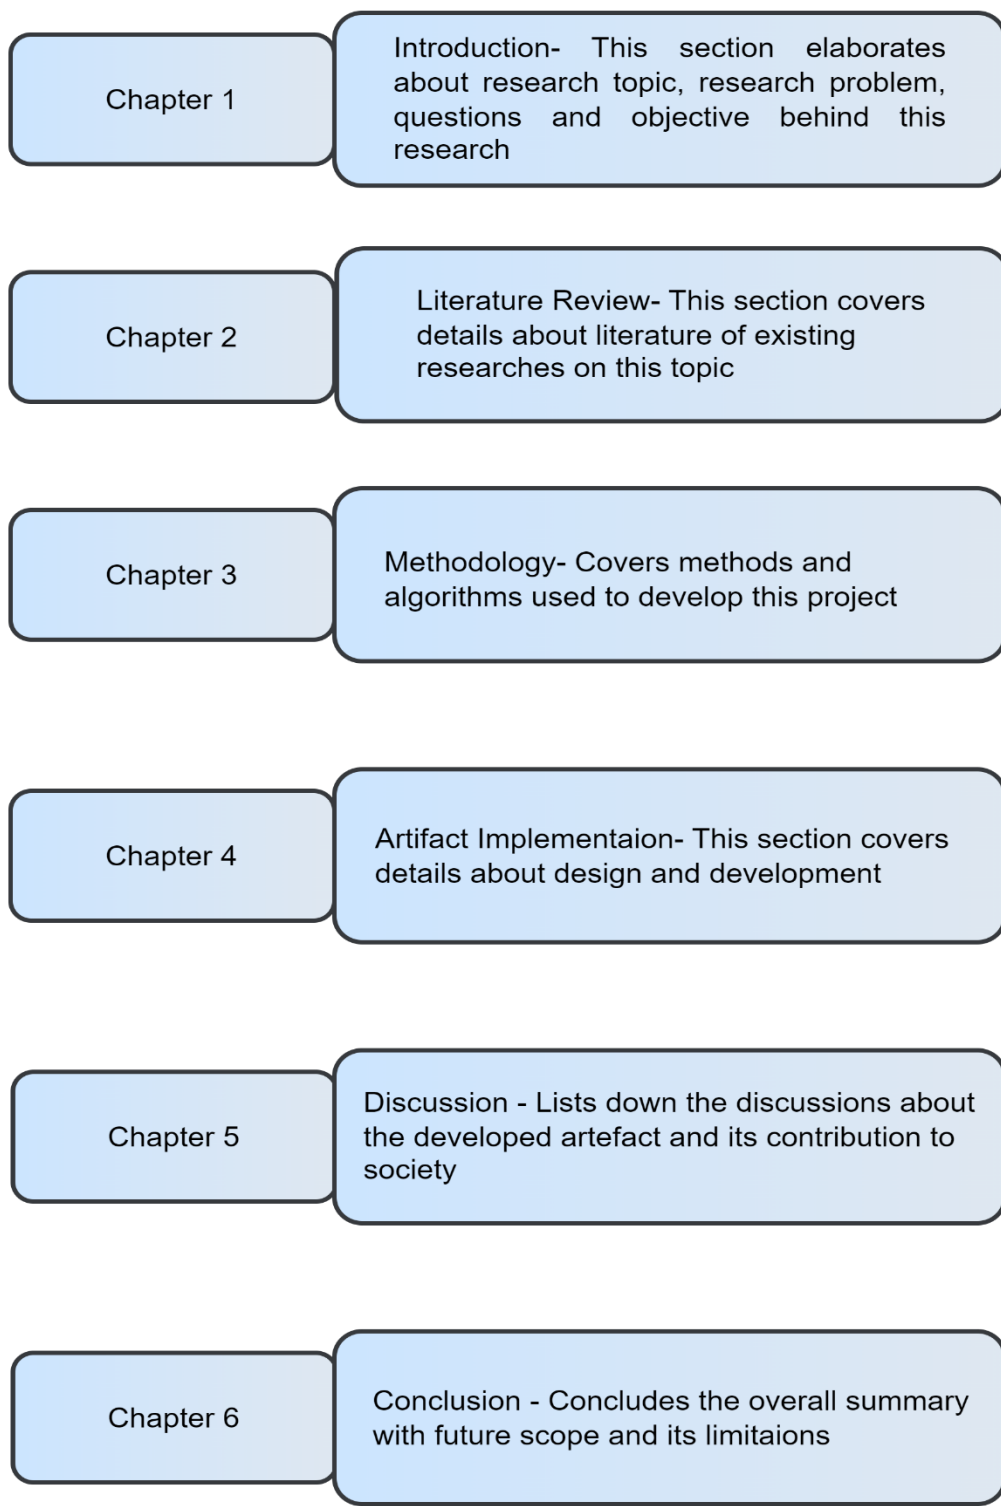 Chapter 1
Introduction- This section elaborates
about research topic, research problem,
questions and objective behind this
research
Chapter 2
Literature Review- This section covers
details about literature of existing
researches on this topic
Chapter 3
Methodology- Covers methods and
algorithms used to develop this project
Chapter 4
Artifact Implementaion- This section covers
details about design and development
Chapter 5
Discussion - Lists down the discussions about
the developed artefact and its contribution to
society
Chapter 6
Conclusion - Concludes the overall summary
with future scope and its limitaions